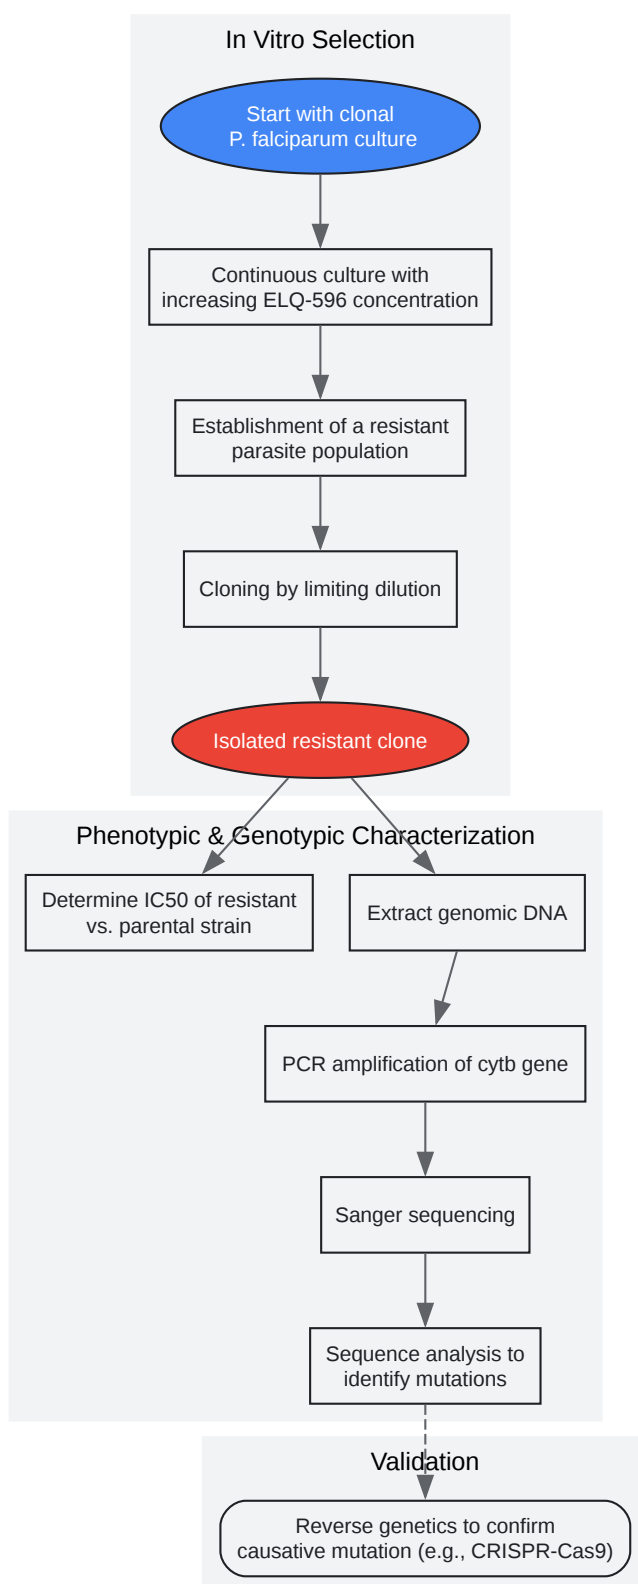 In Vitro Selection
Start with clonal
P. falciparum culture
Continuous culture with
increasing ELQ-596 concentration
Establishment of a resistant
parasite population
Cloning by limiting dilution
Isolated resistant clone
Phenotypic & Genotypic Characterization
Determine IC50 of resistant
vs. parental strain
Extract genomic DNA
PCR amplification of cytb gene
Sanger sequencing
Sequence analysis to
identify mutations
Validation
Reverse genetics to confirm
causative mutation (e.g., CRISPR-Cas9)